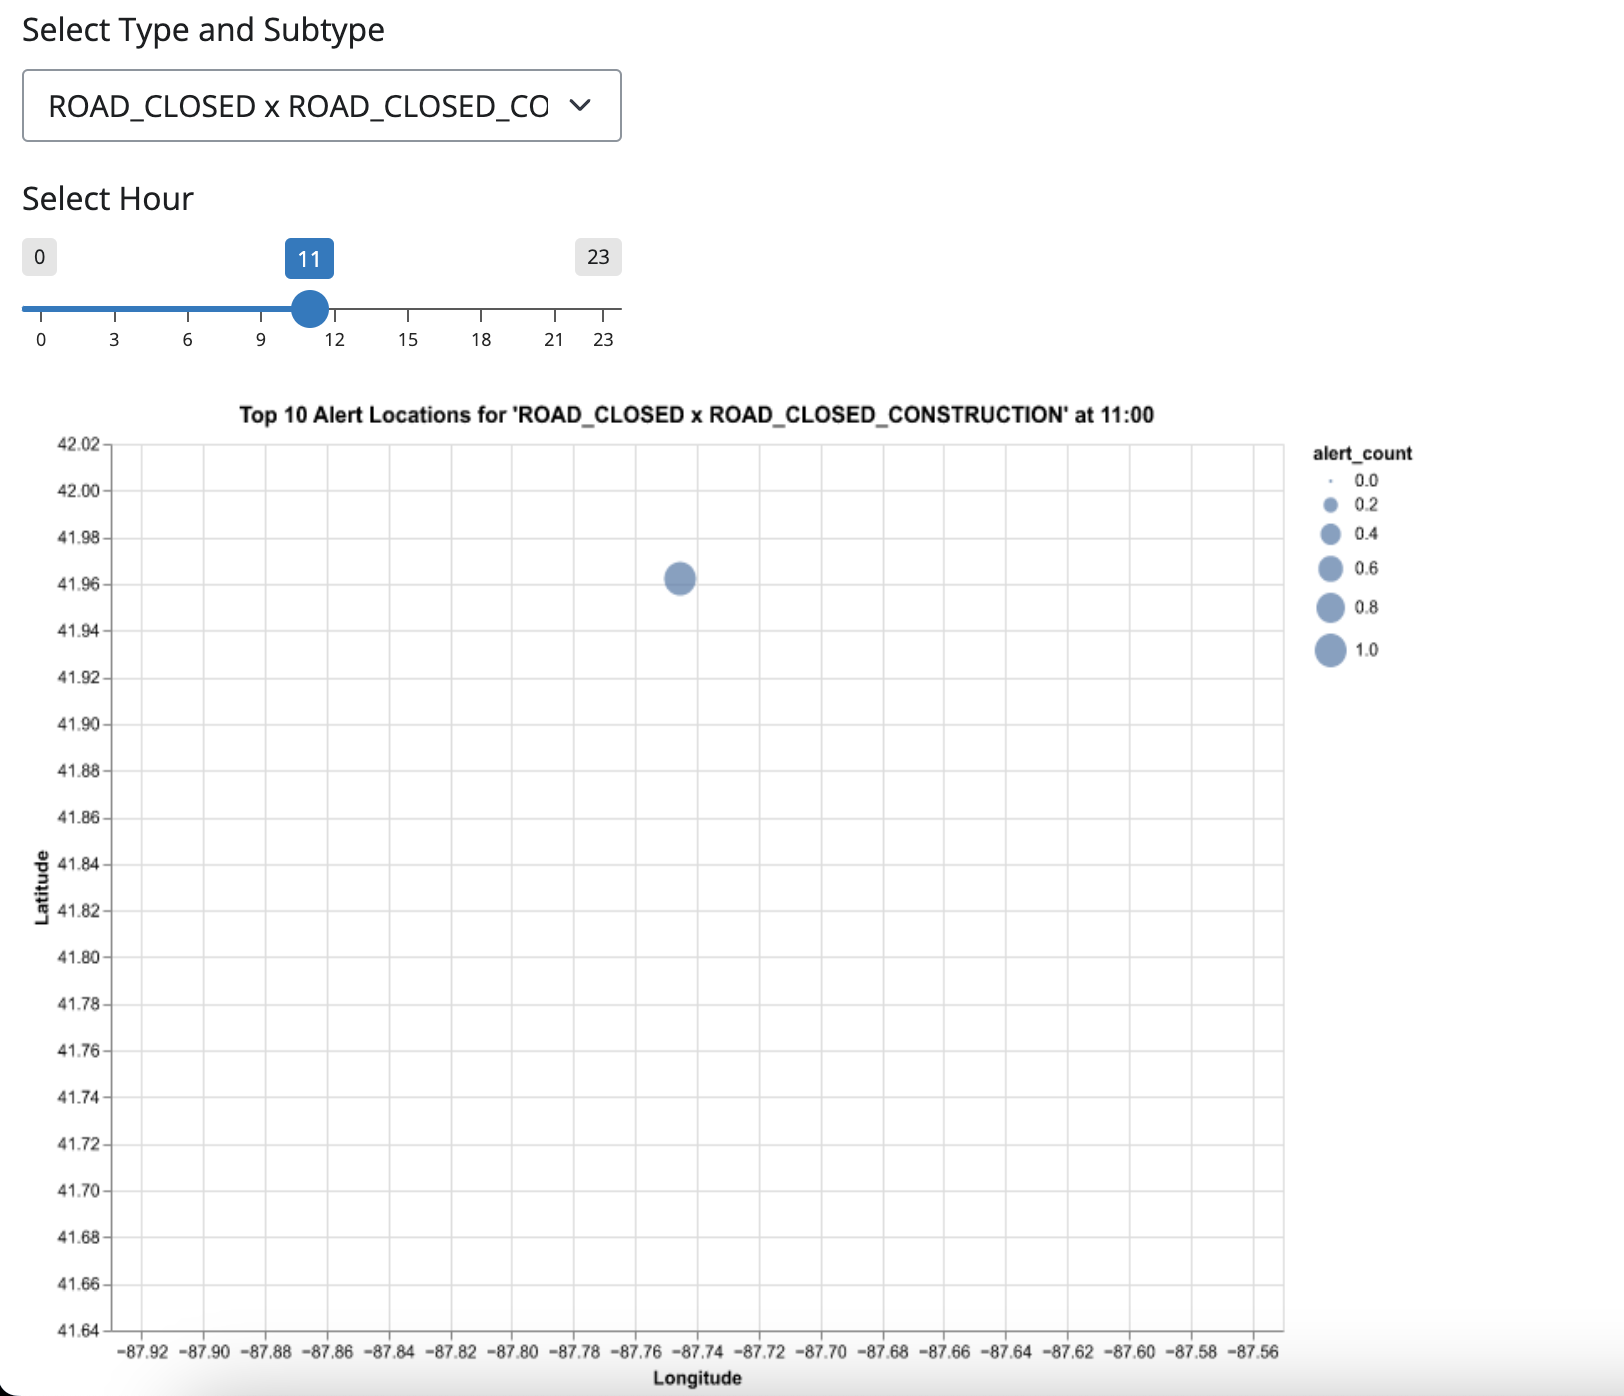 Select Type and Subtype
ROAD_CLOSED x ROAD_CLOSED_CO
Select Hour
0 11 23
0 3 6 9 12 15 18 21 23
Top 10 Alert Locations for 'ROAD_CLOSED x ROAD_CLOSED_CONSTRUCTION' at 11:00
alert_count
0.0
0.2
0.4
0.6
0.8
1.0
42.02
42.00
41.98
41.96
41.94
41.92
41.90
41.88
41.86
41.84
41.82
41.80
41.78
41.76
41.74
41.72
41.70
41.68
41.66
41.64
Latitude
−87.92 −87.90 −87.88 −87.86 −87.84 −87.82 −87.80 −87.78 −87.76 −87.74 −87.72 −87.70 −87.68 −87.66 −87.64 −87.62 −87.60 −87.58 −87.56
Longitude